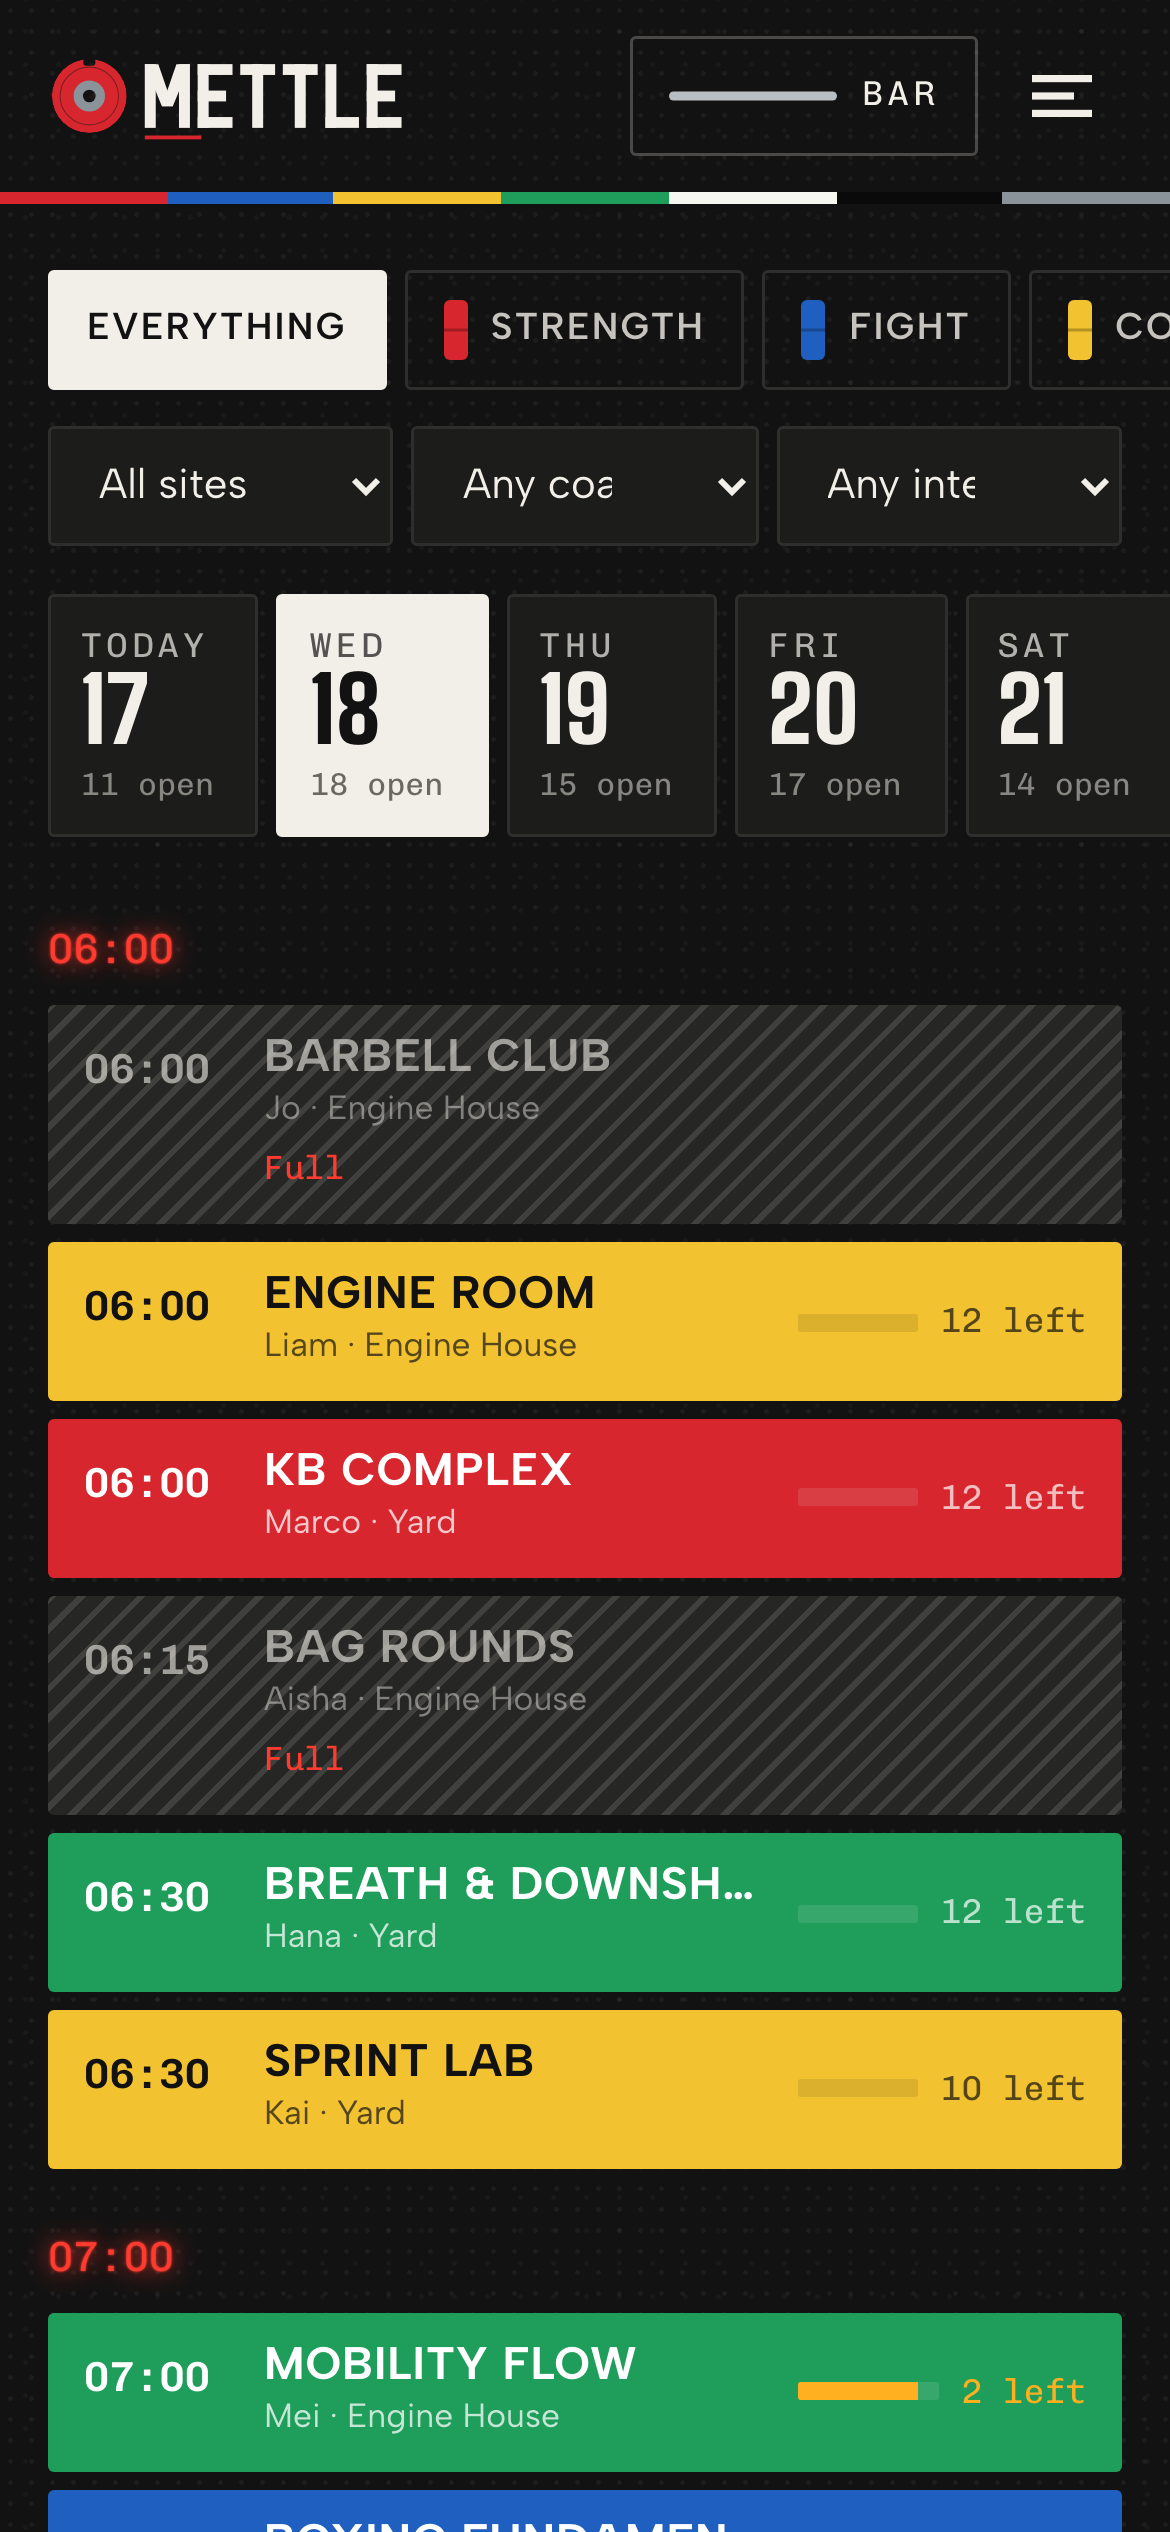 METTLE
BAR
EVERYTHING
STRENGTH
FIGHT
CO
All sites
Any coa
Any inte
TODAY
17
11 open
WED
18
18 open
THU
19
15 open
FRI
20
17 open
SAT
21
14 open
06:00
06:00
BARBELL CLUB
Jo · Engine House
Full
06:00
ENGINE ROOM
Liam · Engine House
12 left
06:00
KB COMPLEX
Marco · Yard
12 left
06:15
BAG ROUNDS
Aisha · Engine House
Full
06:30
BREATH & DOWNSH…
Hana · Yard
12 left
06:30
SPRINT LAB
Kai · Yard
10 left
07:00
07:00
MOBILITY FLOW
Mei · Engine House
2 left
BOXING FUNDAMEN